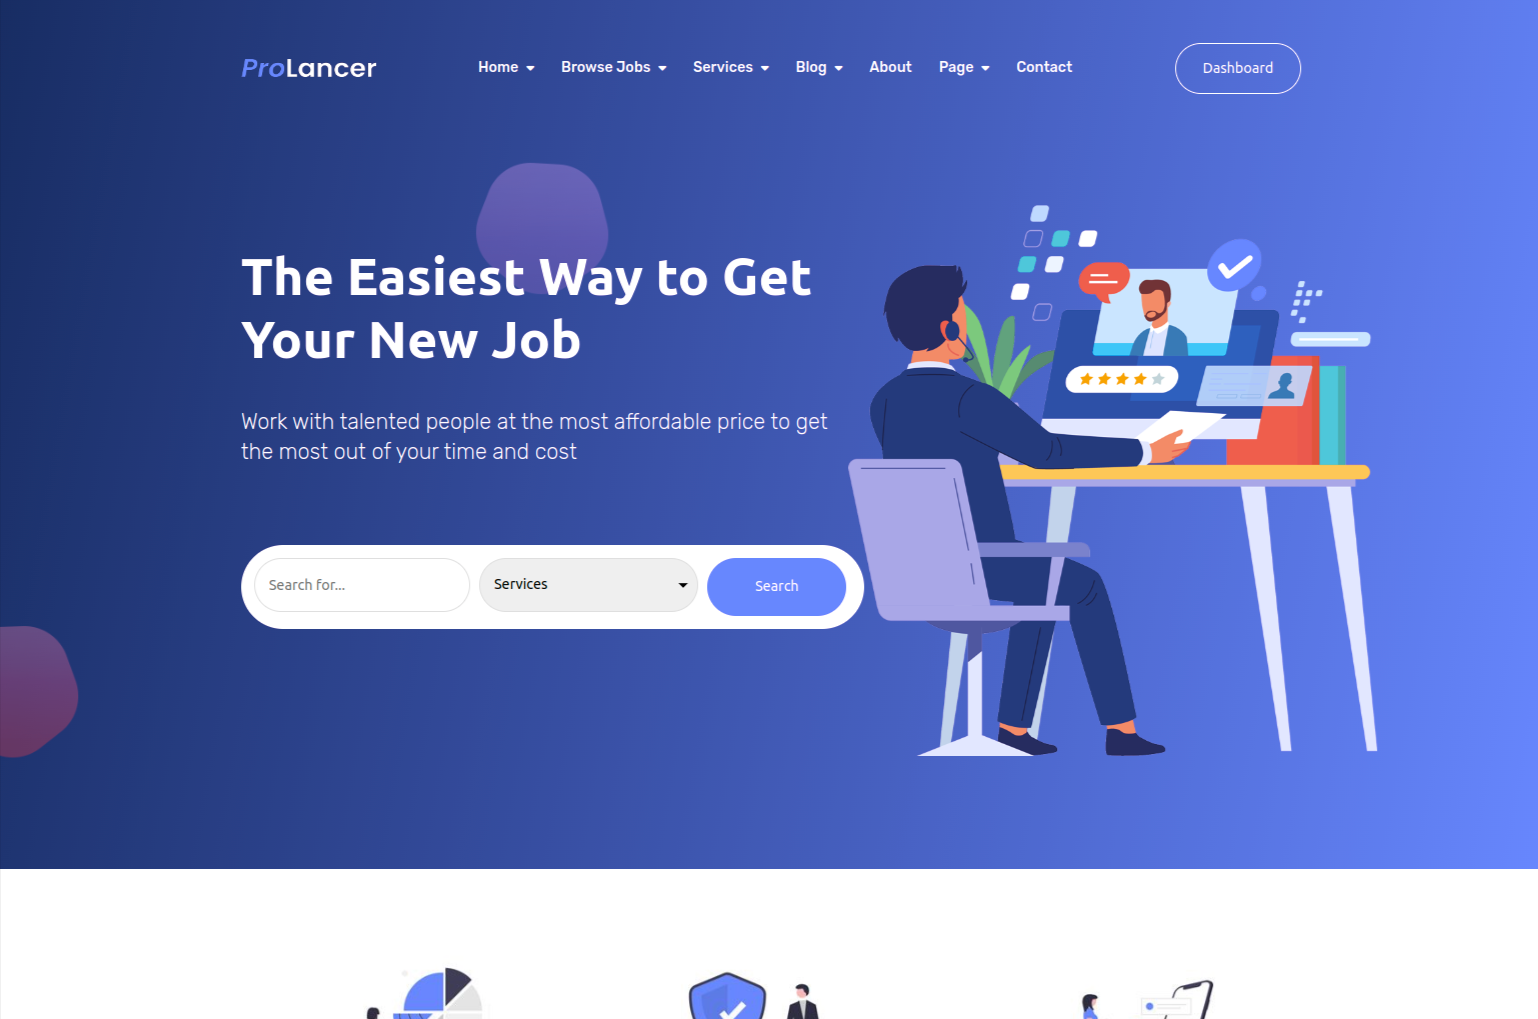 ProLancer
Home
Browse Jobs
Services
Blog
About
Page
Contact
Dashboard
The Easiest Way to Get
Your New Job
Work with talented people at the most affordable price to get
the most out of your time and cost
Search for...
Services
Search